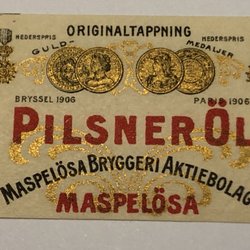 ORIGINALTAPPNING
HEDERSPRIS HEDERSPRIS
GULD- MEDALJER
BRYSSEL 1906 PARIS 1906
PILSNER ÖL
MASPELÖSA BRYGGERI AKTIEBOLAG
MASPELÖSA